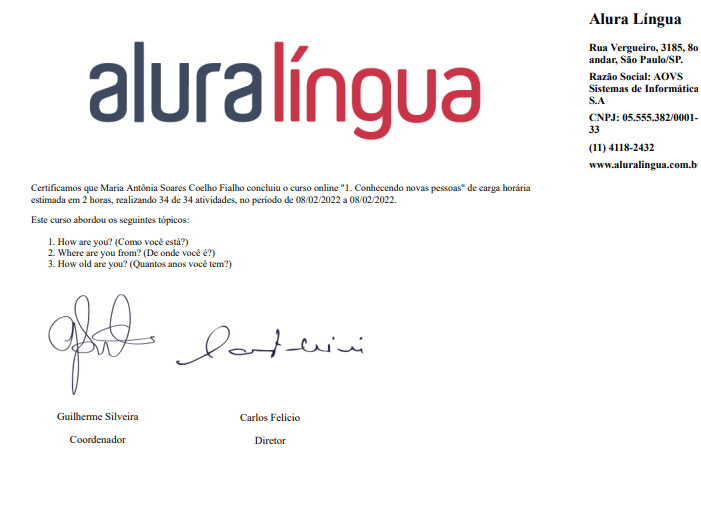 aluralíngua
Alura Língua
Rua Vergueiro, 3185, 8o
andar, São Paulo/SP.
Razão Social: AOVS
Sistemas de Informática
S.A
CNPJ: 05.555.382/0001-
33
(11) 4118-2432
www.aluralingua.com.b
Certificamos que Maria Antônia Soares Coelho Fialho concluiu o curso online "1. Conhecendo novas pessoas" de carga horária
estimada em 2 horas, realizando 34 de 34 atividades, no período de 08/02/2022 a 08/02/2022.
Este curso abordou os seguintes tópicos:
1. How are you? (Como você está?)
2. Where are you from? (De onde você é?)
3. How old are you? (Quantos anos você tem?)
Guilherme Silveira
Carlos Felício
Coordenador
Diretor